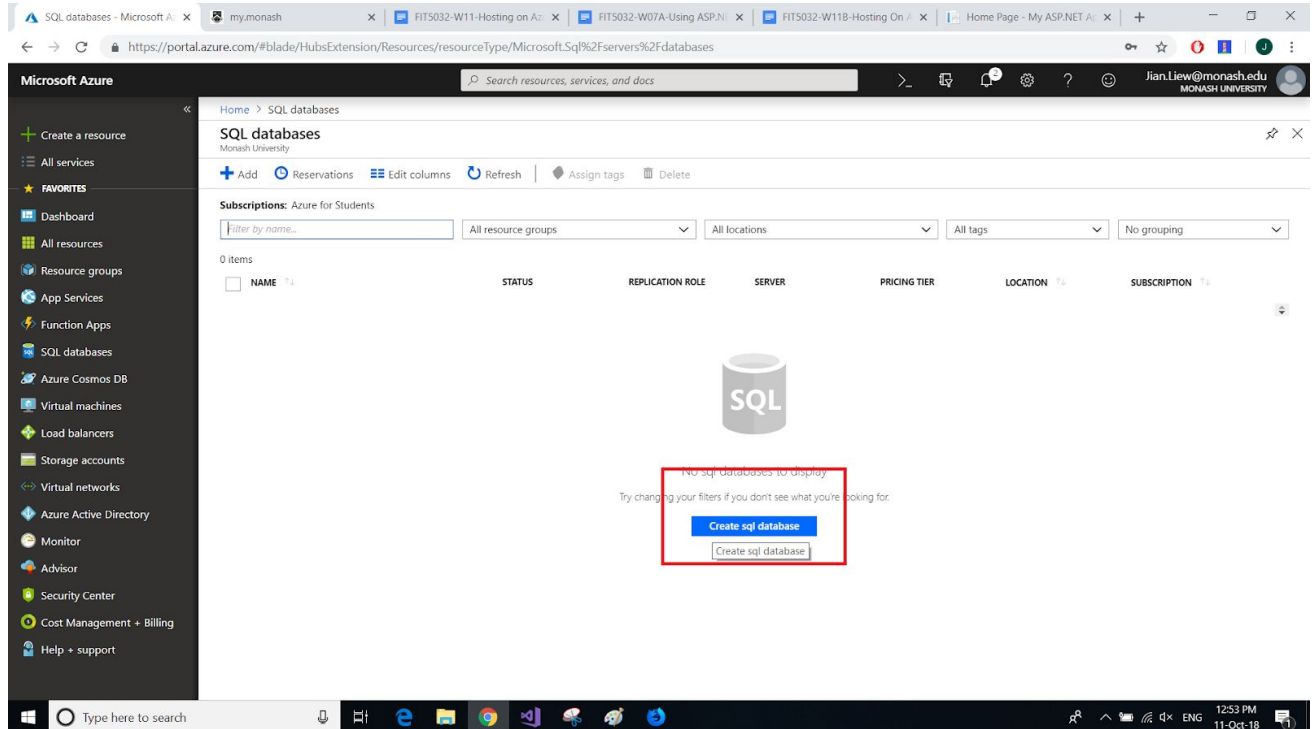 SQL databases - Microsoft A
my.monash
FIT5032-W11-Hosting on Az
FIT5032-W07A-Using ASP.N
FIT5032-W11B-Hosting On A
Home Page - My ASP.NET Ap
https://portal.azure.com/#blade/HubsExtension/Resources/resourceType/Microsoft.Sql%2Fservers%2Fdatabases
Microsoft Azure
Search resources, services, and docs
2
Jian.Liew@monash.edu
MONASH UNIVERSITY
Create a resource
All services
FAVORITES
Dashboard
All resources
Resource groups
App Services
Function Apps
SQL databases
Azure Cosmos DB
Virtual machines
Load balancers
Storage accounts
Virtual networks
Azure Active Directory
Monitor
Advisor
Security Center
Cost Management + Billing
Help + support
Home > SQL databases
SQL databases
Monash University
Add Reservations Edit columns Refresh Assign tags Delete
Subscriptions: Azure for Students
Filter by name... All resource groups All locations All tags No grouping
0 items
NAME STATUS REPLICATION ROLE SERVER PRICING TIER LOCATION SUBSCRIPTION
SQL
No sql databases to display
Try changing your filters if you don't see what you're looking for.
Create sql database
Create sql database
Type here to search
ENG
12:53 PM
11-Oct-18
1